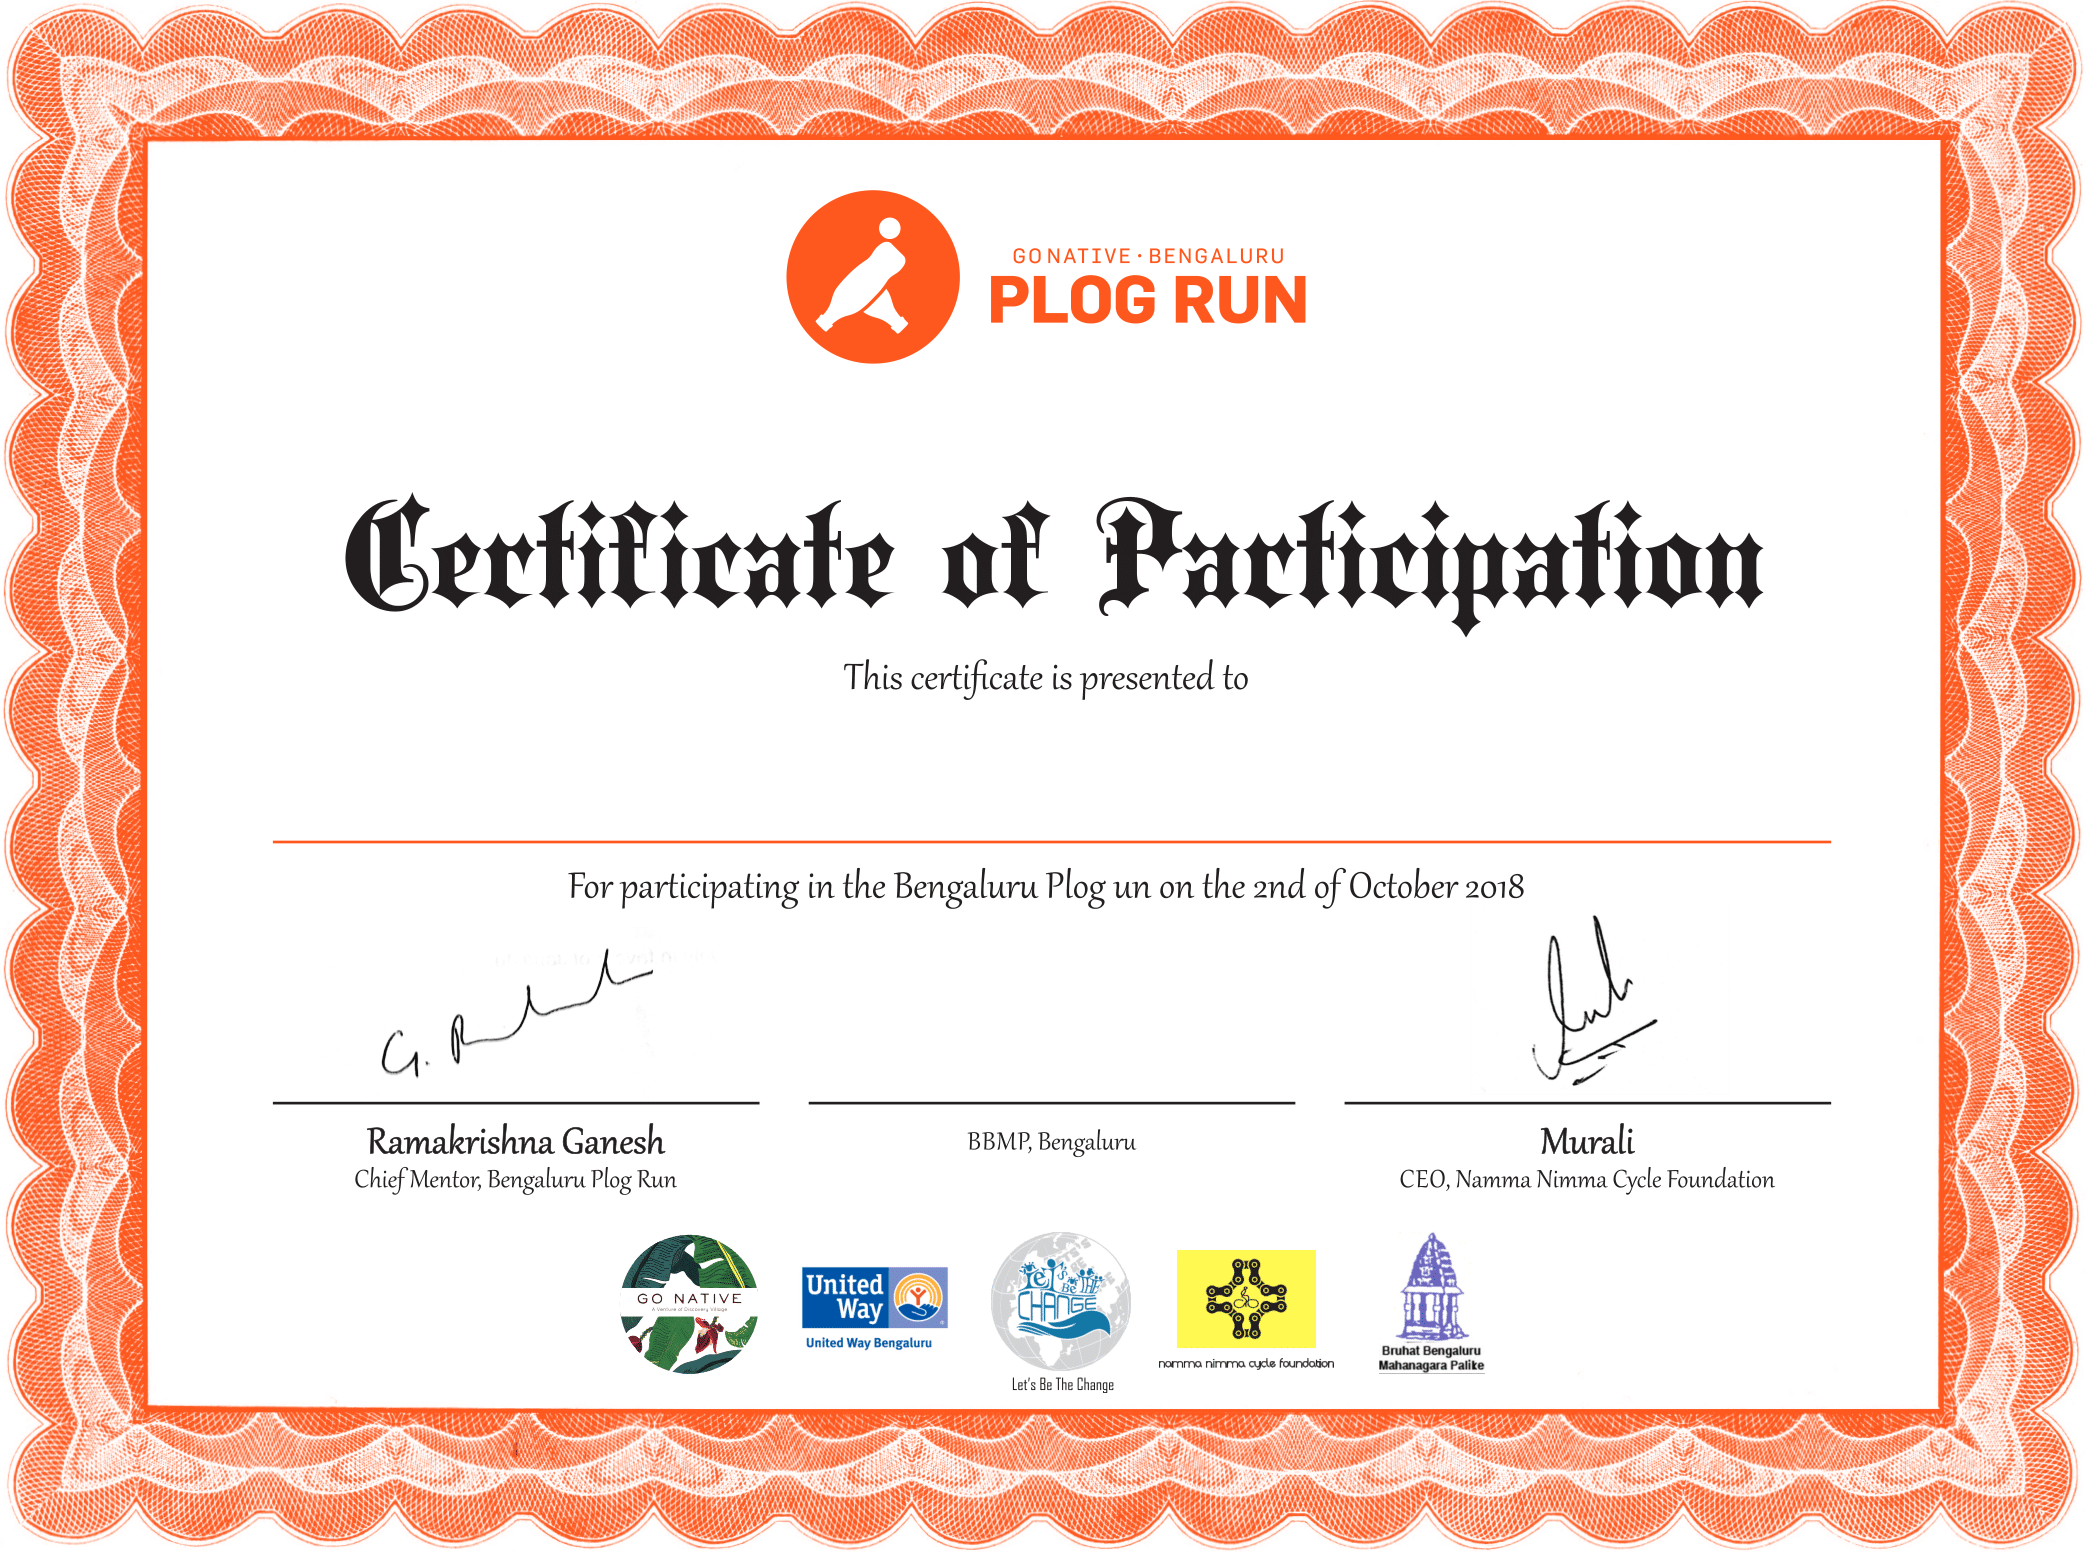 GO NATIVE · BENGALURU
PLOG RUN
Certificate of Participation
This certificate is presented to
For participating in the Bengaluru Plog un on the 2nd of October 2018
G.
Ramakrishna Ganesh
Chief Mentor, Bengaluru Plog Run
BBMP, Bengaluru
Murali
CEO, Namma Nimma Cycle Foundation
GO NATIVE
A Venture of Discovery Village
United
Way
United Way Bengaluru
LET'S BE THE
CHANGE
Let's Be The Change
namma nimma cycle foundation
Bruhat Bengaluru
Mahanagara Palike